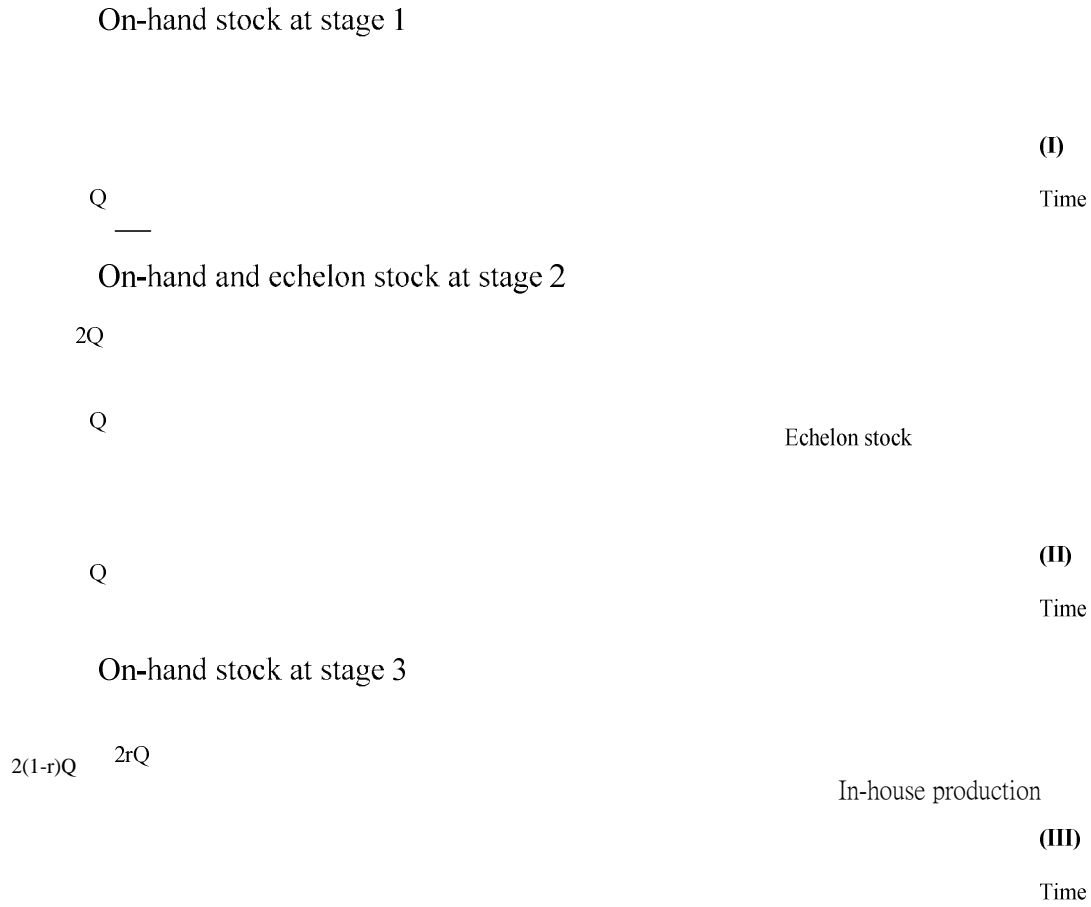 On-hand stock at stage 1
(I)
Q
Time
On-hand and echelon stock at stage 2
2Q
Q
Echelon stock
(II)
Q
Time
On-hand stock at stage 3
2rQ
2(1-r)Q
In-house production
(III)
Time